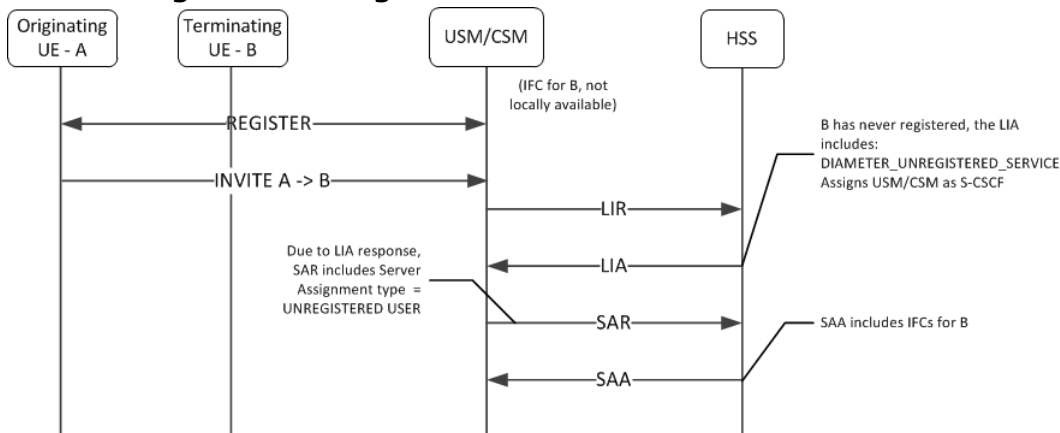 Originating
UE - A
Terminating
UE - B
USM/CSM
HSS
(IFC for B, not
locally available)
REGISTER
B has never registered, the LIA
includes:
DIAMETER_UNREGISTERED_SERVICE
Assigns USM/CSM as S-CSCF
INVITE A -> B
LIR
Due to LIA response,
SAR includes Server
Assignment type =
UNREGISTERED USER
LIA
SAR
SAA includes IFCs for B
SAA